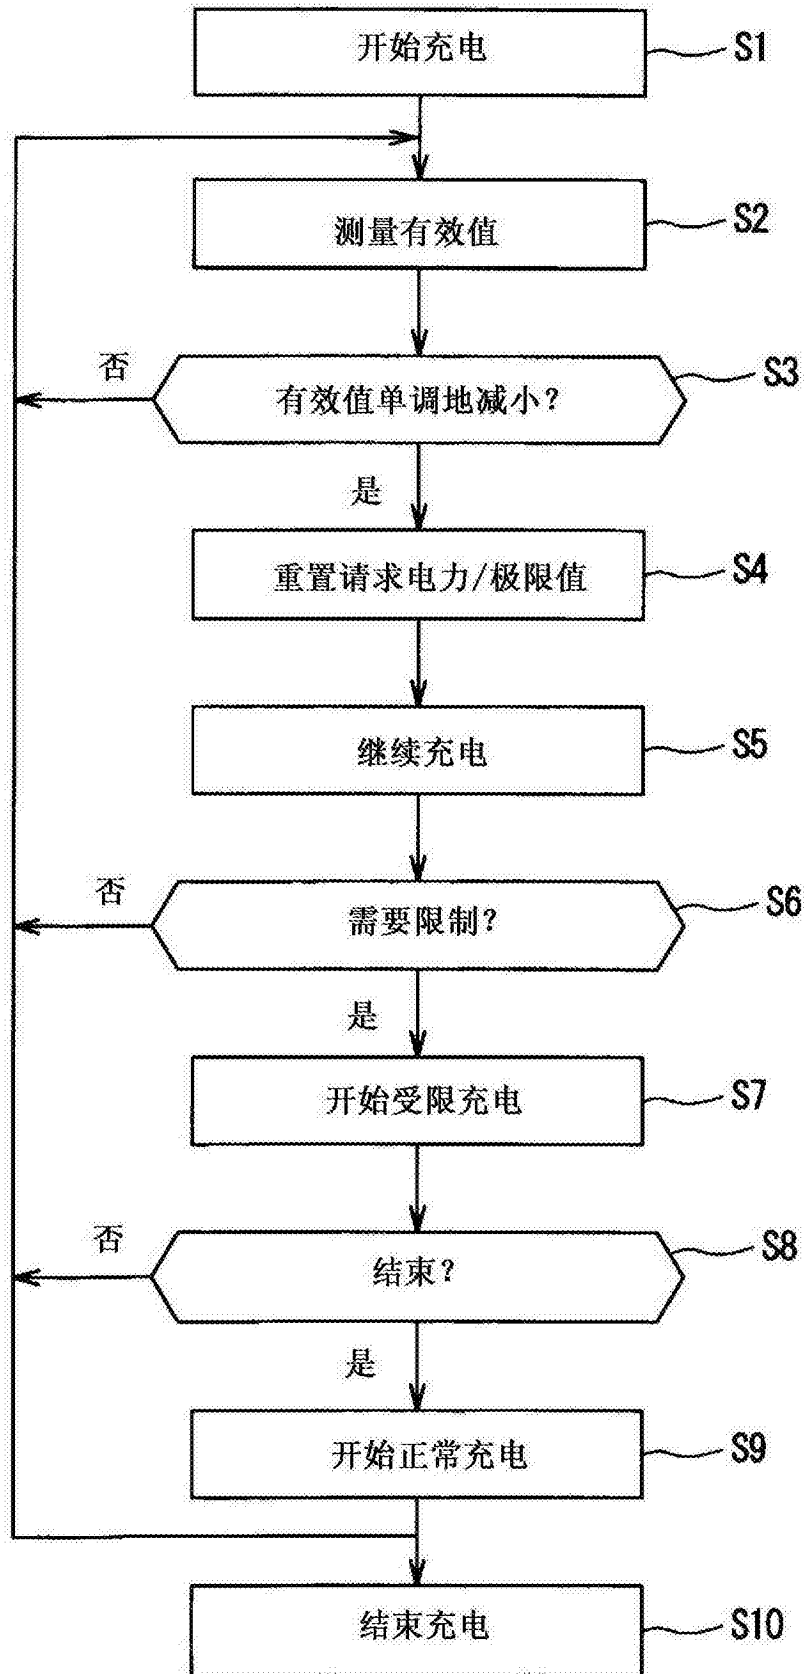 开始充电
S1
测量有效值
S2
否
有效值单调地减小？
S3
是
重置请求电力/极限值
S4
继续充电
S5
否
需要限制？
S6
是
开始受限充电
S7
否
结束？
S8
是
开始正常充电
S9
结束充电
S10